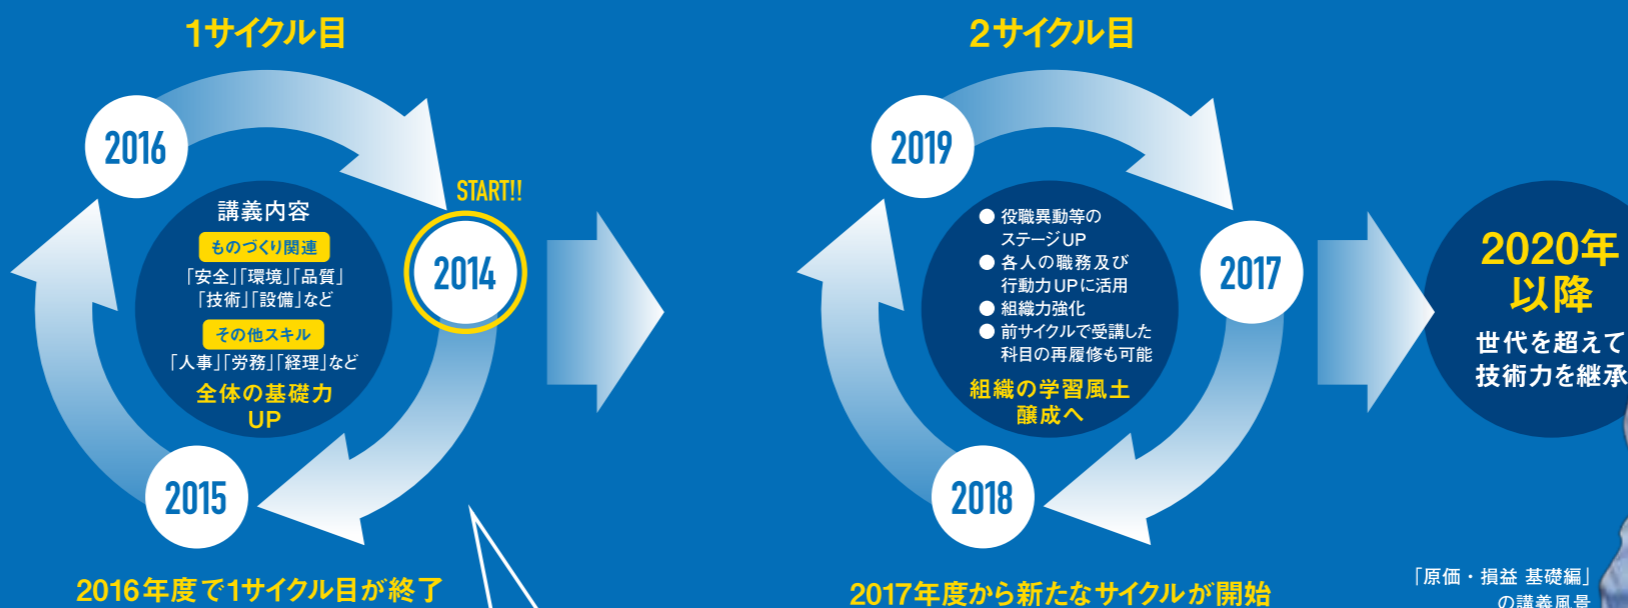 1サイクル目
2016
START!!
2014
講義内容
ものづくり関連
「安全」「環境」「品質」
「技術」「設備」など
その他スキル
「人事」「労務」「経理」など
全体の基礎力
UP
2015
2016年度で1サイクル目が終了
2サイクル目
2019
2017
● 役職異動等の
ステージUP
● 各人の職務及び
行動力UPに活用
● 組織力強化
● 前サイクルで受講した
科目の再履修も可能
組織の学習風土
醸成へ
2018
2017年度から新たなサイクルが開始
2020年
以降
世代を超えて
技術力を継承
「原価・損益 基礎編」
の講義風景